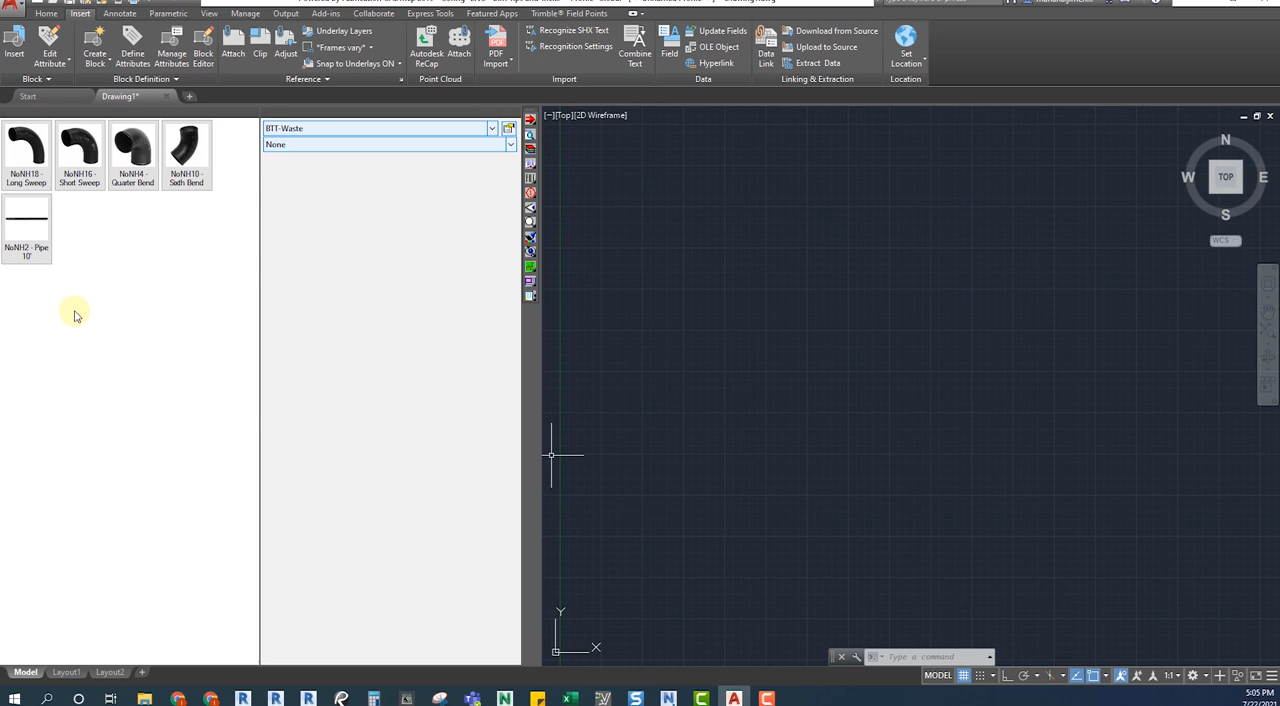 Home Insert Annotate Parametric View Manage Output Add-ins Collaborate Express Tools Featured Apps Trimble® Field Points
Insert
Edit Attribute
Create Block
Define Attributes
Manage Attributes
Block Editor
Attach
Clip
Adjust
Underlay Layers
*Frames vary*
Snap to Underlays ON
Autodesk ReCap
Attach
PDF Import
Recognize SHX Text
Recognition Settings
Combine Text
Field
Update Fields
OLE Object
Hyperlink
Data Link
Download from Source
Upload to Source
Extract Data
Set Location
Block Block Definition Reference Point Cloud Import Data Linking & Extraction Location
Start Drawing1*
BTT-Waste
None
[−][Top][2D Wireframe]
NoNH18 -
Long Sweep
NoNH16 -
Short Sweep
NoNH4 -
Quarter Bend
NoNH10 -
Sixth Bend
NoNH2 - Pipe
10'
N
W TOP E
S
WCS
Y
X
Type a command
Model Layout1 Layout2
MODEL 1:1
5:05 PM
7/22/2021